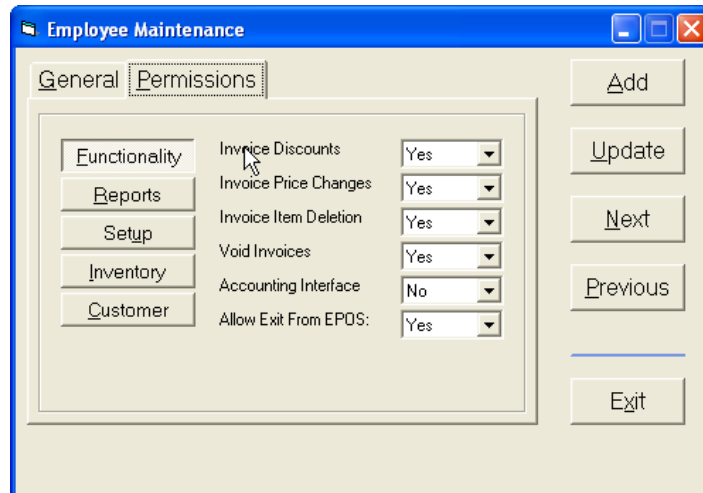 Employee Maintenance
General Permissions
Functionality
Reports
Setup
Inventory
Customer
Invoice Discounts Yes
Invoice Price Changes Yes
Invoice Item Deletion Yes
Void Invoices Yes
Accounting Interface No
Allow Exit From EPOS: Yes
Add
Update
Next
Previous
Exit